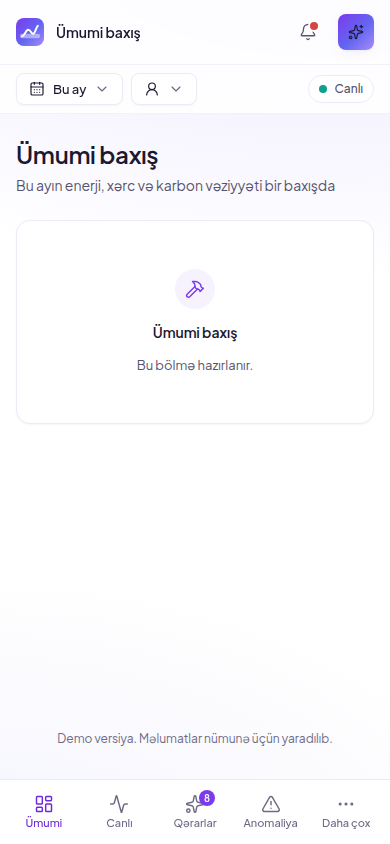 Ümumi baxış
Bu ay
Canlı
Ümumi baxış
Bu ayın enerji, xərc və karbon vəziyyəti bir baxışda
Ümumi baxış
Bu bölmə hazırlanır.
Demo versiya. Məlumatlar nümunə üçün yaradılıb.
8
Ümumi
Canlı
Qərarlar
Anomaliya
Daha çox